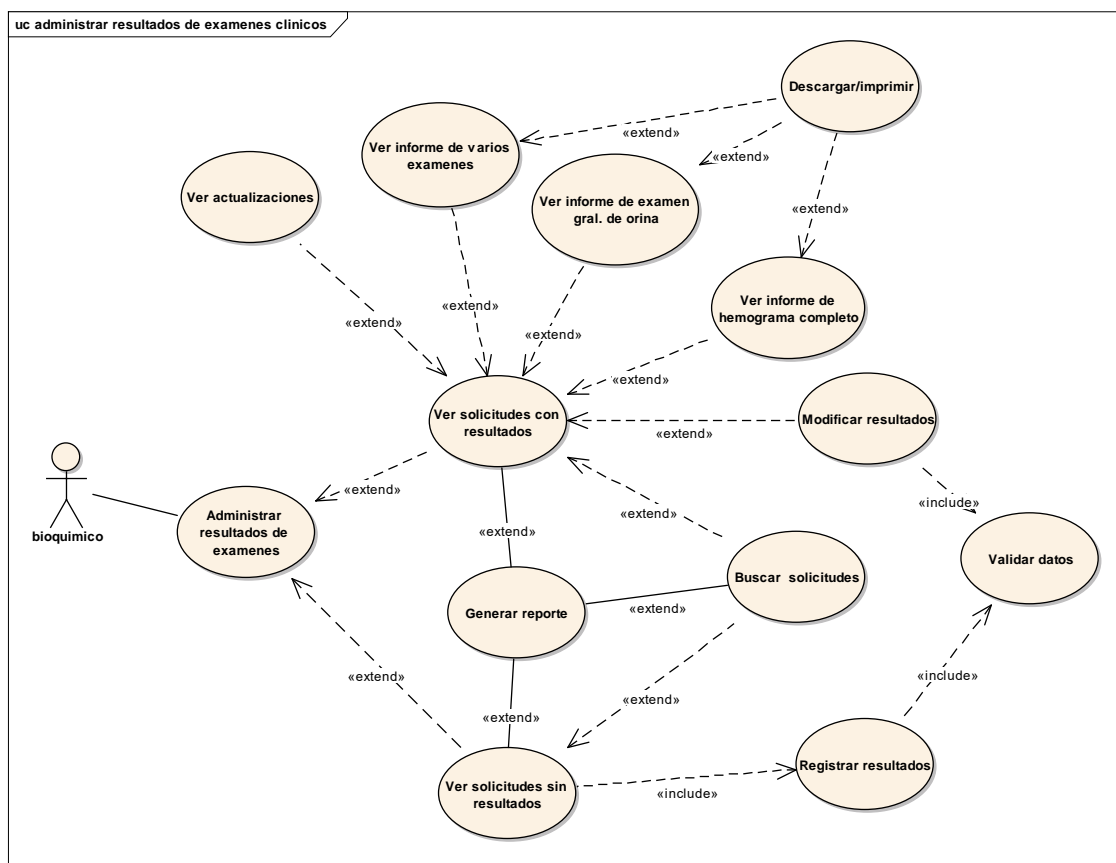 uc administrar resultados de examenes clinicos
Descargar/imprimir
«extend»
Ver informe de varios
examenes
«extend»
Ver actualizaciones
Ver informe de examen
gral. de orina
«extend»
Ver informe de
hemograma completo
«extend»
«extend»
«extend»
«extend»
Ver solicitudes con
resultados
Modificar resultados
«extend»
«extend»
«include»
bioquimico
Administrar
resultados de
examenes
«extend»
«extend»
Validar datos
Buscar  solicitudes
Generar reporte
«extend»
«extend»
«include»
«extend»
«extend»
Ver solicitudes sin
resultados
Registrar resultados
«include»